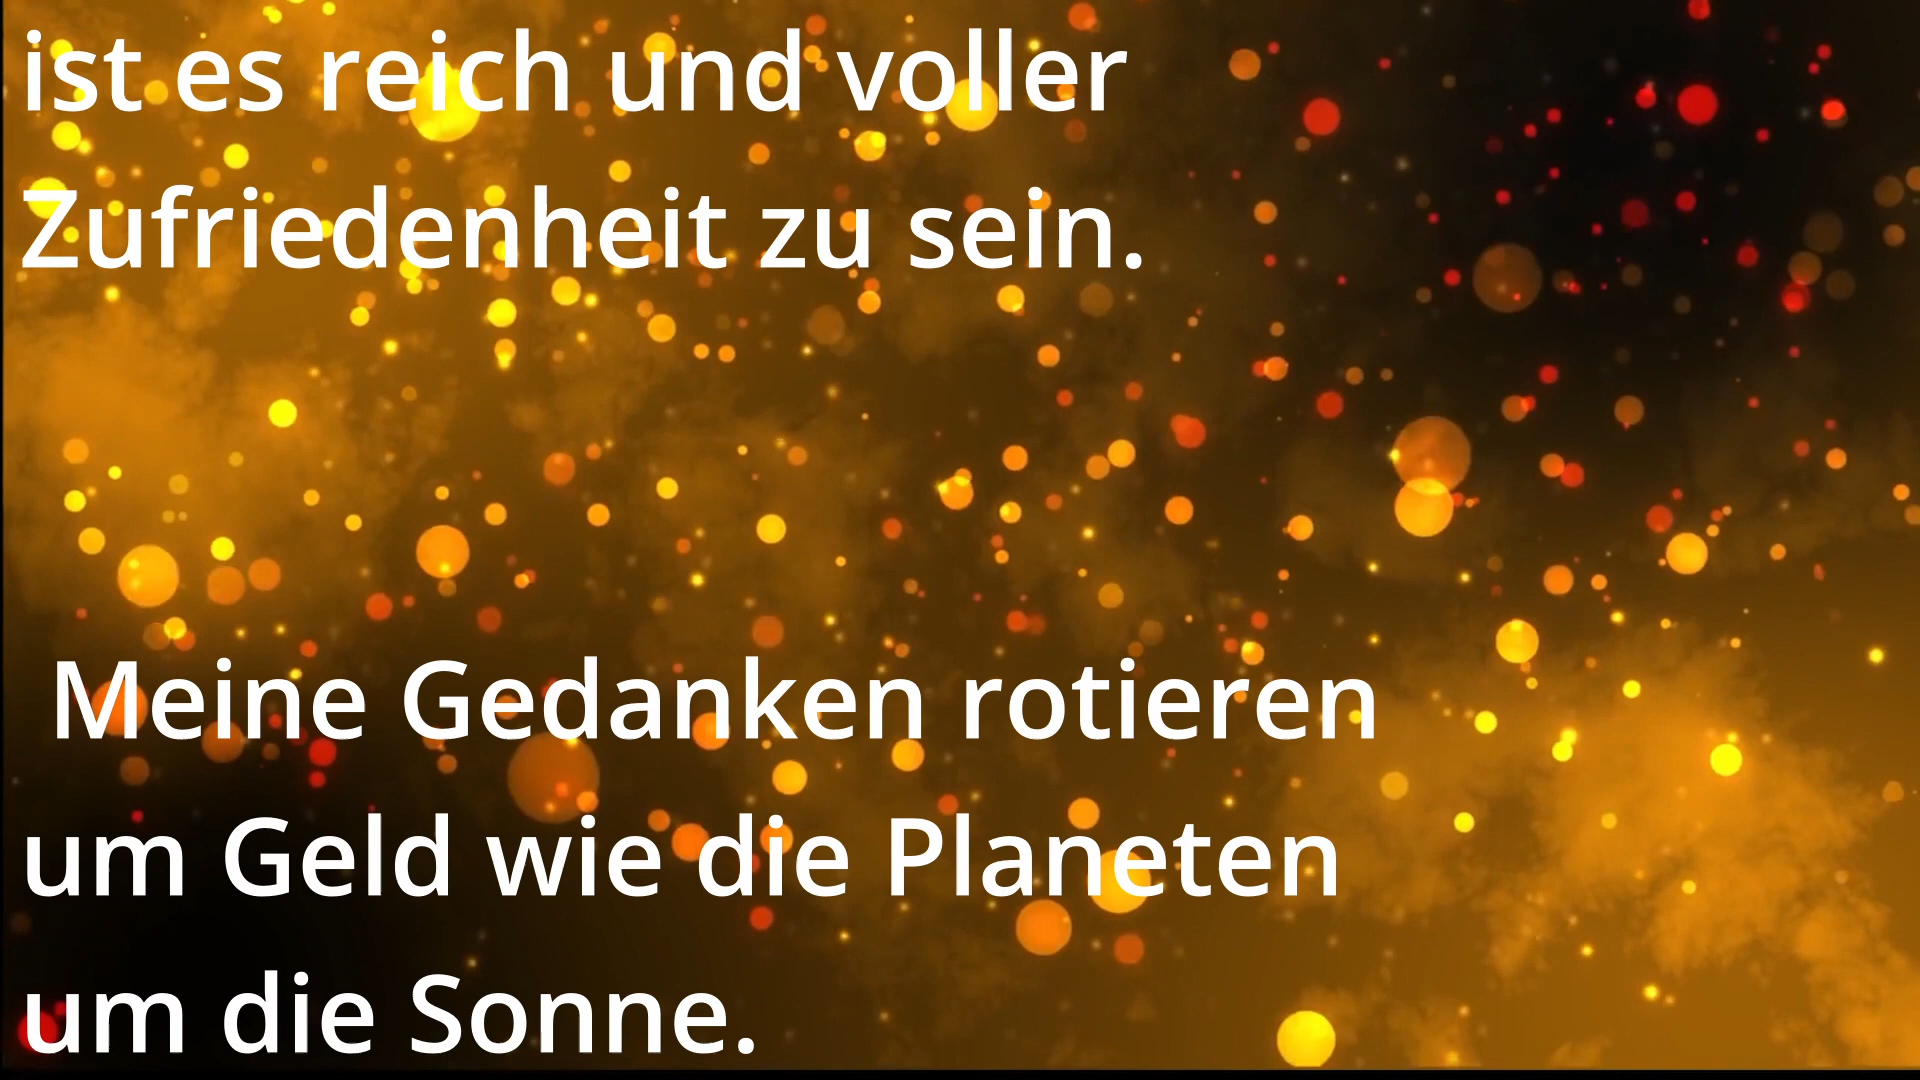 ist es reich und voller
Zufriedenheit zu sein.
Meine Gedanken rotieren
um Geld wie die Planeten
um die Sonne.